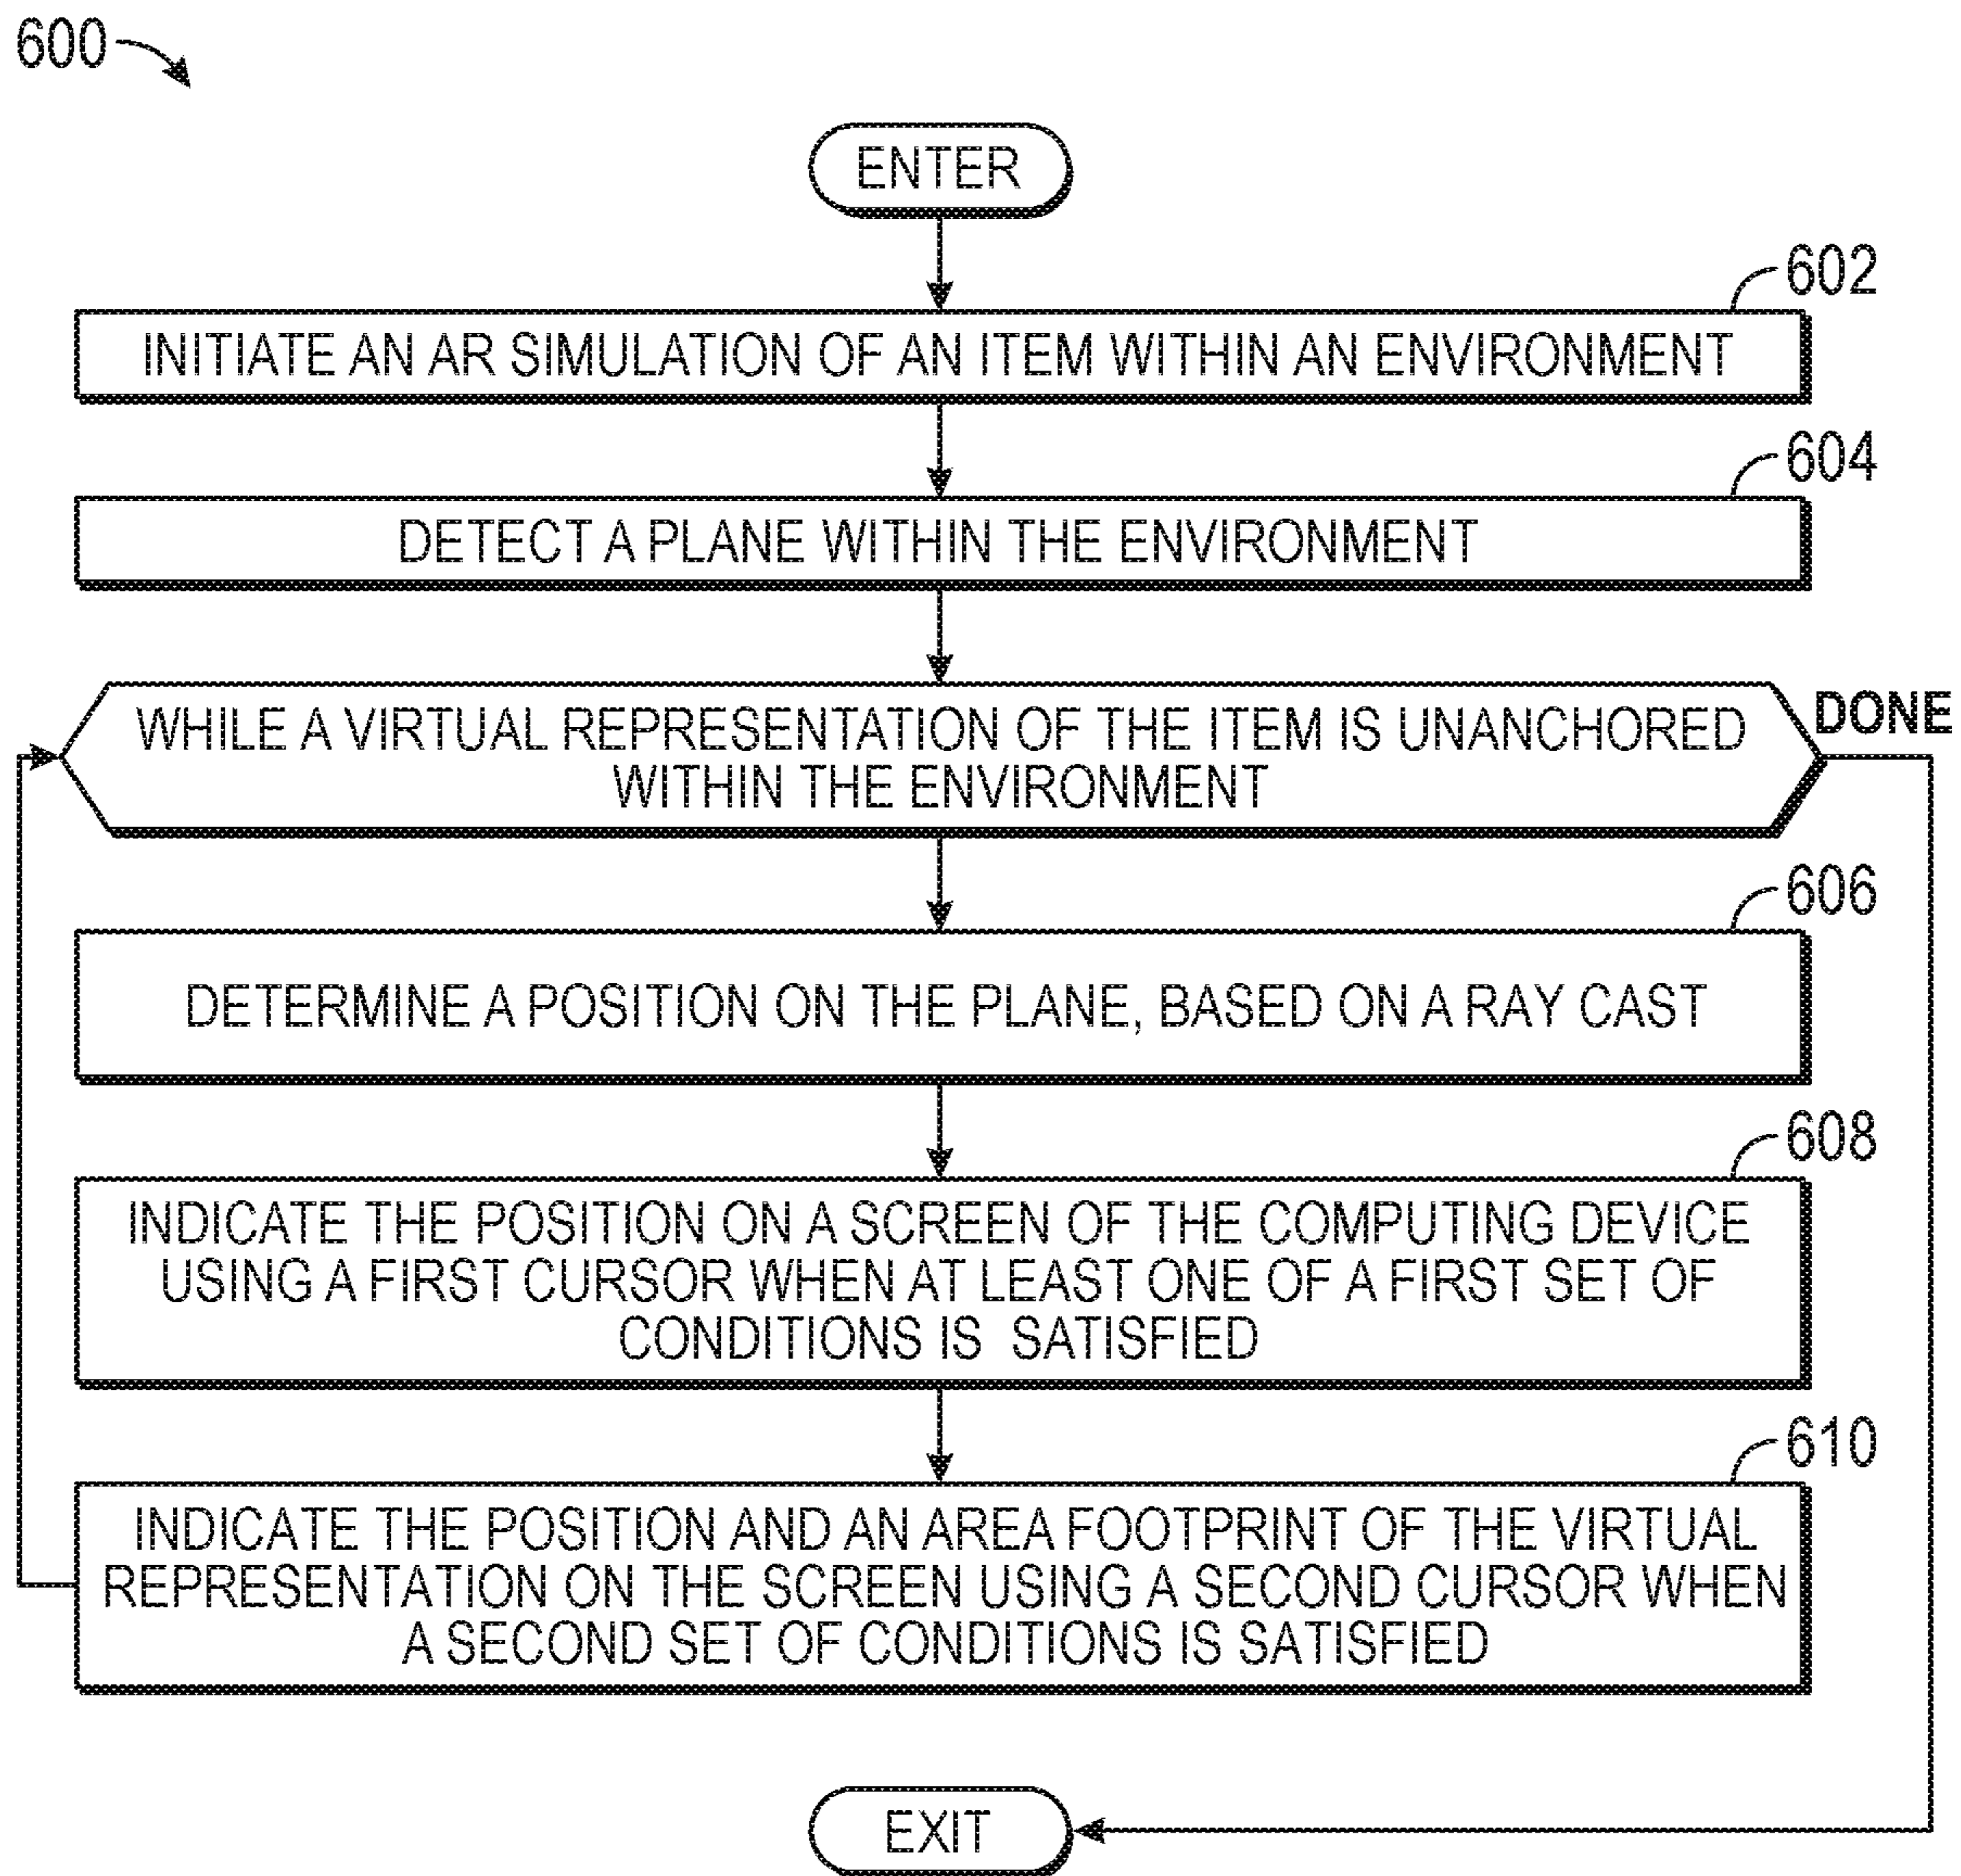 600
ENTER
602
INITIATE AN AR SIMULATION OF AN ITEM WITHIN AN ENVIRONMENT
604
DETECT A PLANE WITHIN THE ENVIRONMENT
WHILE A VIRTUAL REPRESENTATION OF THE ITEM IS UNANCHORED
WITHIN THE ENVIRONMENT
DONE
606
DETERMINE A POSITION ON THE PLANE, BASED ON A RAY CAST
608
INDICATE THE POSITION ON A SCREEN OF THE COMPUTING DEVICE
USING A FIRST CURSOR WHEN AT LEAST ONE OF A FIRST SET OF
CONDITIONS IS SATISFIED
610
INDICATE THE POSITION AND AN AREA FOOTPRINT OF THE VIRTUAL
REPRESENTATION ON THE SCREEN USING A SECOND CURSOR WHEN
A SECOND SET OF CONDITIONS IS SATISFIED
EXIT